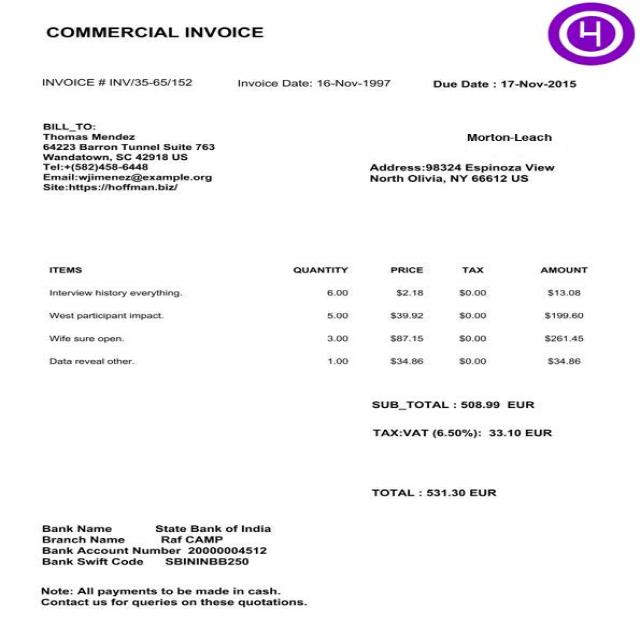 COMMERCIAL INVOICE
4
INVOICE # INV/35-65/152 Invoice Date: 16-Nov-1997 Due Date : 17-Nov-2015
BILL_TO:
Thomas Mendez
64223 Barron Tunnel Suite 763
Wandatown, SC 42918 US
Tel:+(582)458-6448
Email:wjimenez@example.org
Site:https://hoffman.biz/
Morton-Leach
Address:98324 Espinoza View
North Olivia, NY 66612 US
ITEMS QUANTITY PRICE TAX AMOUNT
Interview history everything. 6.00 $2.18 $0.00 $13.08
West participant impact. 5.00 $39.92 $0.00 $199.60
Wife sure open. 3.00 $87.15 $0.00 $261.45
Data reveal other. 1.00 $34.86 $0.00 $34.86
SUB_TOTAL : 508.99 EUR
TAX:VAT (6.50%): 33.10 EUR
TOTAL : 531.30 EUR
Bank Name State Bank of India
Branch Name Raf CAMP
Bank Account Number 20000004512
Bank Swift Code SBININBB250
Note: All payments to be made in cash.
Contact us for queries on these quotations.